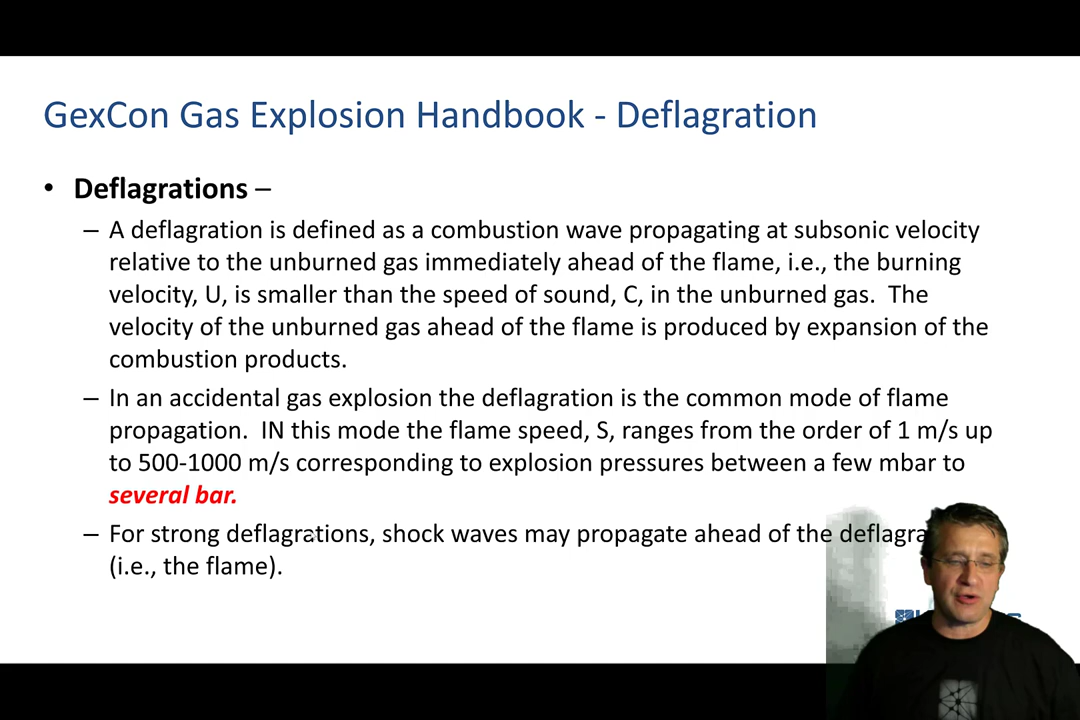 GexCon Gas Explosion Handbook - Deflagration
• Deflagrations –
– A deflagration is defined as a combustion wave propagating at subsonic velocity
relative to the unburned gas immediately ahead of the flame, i.e., the burning
velocity, U, is smaller than the speed of sound, C, in the unburned gas.  The
velocity of the unburned gas ahead of the flame is produced by expansion of the
combustion products.
– In an accidental gas explosion the deflagration is the common mode of flame
propagation.  IN this mode the flame speed, S, ranges from the order of 1 m/s up
to 500-1000 m/s corresponding to explosion pressures between a few mbar to
several bar.
– For strong deflagrations, shock waves may propagate ahead of the
(i.e., the flame).